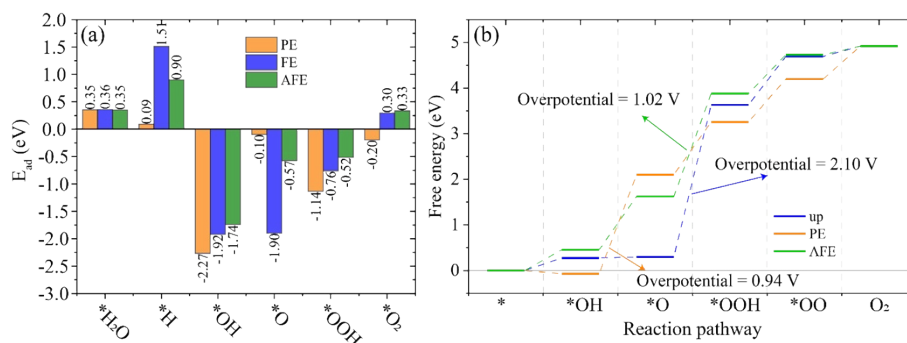 (a)
PE
FE
AFE
2.0
1.5
1.0
0.5
0.0
-0.5
-1.0
-1.5
-2.0
-2.5
-3.0
E_ad (eV)
0.35
0.36
0.35
0.09
1.51
0.90
-2.27
-1.92
-1.74
-0.10
-1.90
-0.57
-1.14
-0.76
-0.52
-0.20
0.30
0.33
*H₂O
*H
*OH
*O
*OOH
*O₂
(b)
5
4
3
2
1
0
Free energy (eV)
Overpotential = 1.02 V
Overpotential = 2.10 V
Overpotential = 0.94 V
up
PE
AFE
*
*OH
*O
*OOH
*OO
O₂
Reaction pathway